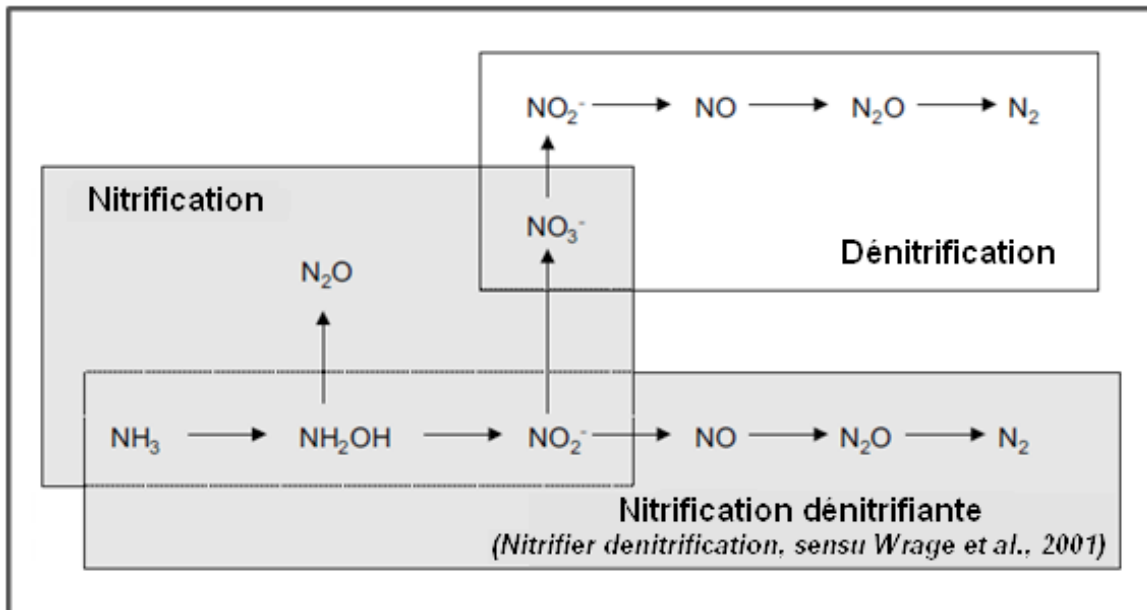 NO₂⁻ NO N₂O N₂
Nitrification
NO₃⁻
Dénitrification
N₂O
NH₃ NH₂OH NO₂⁻ NO N₂O N₂
Nitrification dénitrifiante
(Nitrifier denitrification, sensu Wrage et al., 2001)